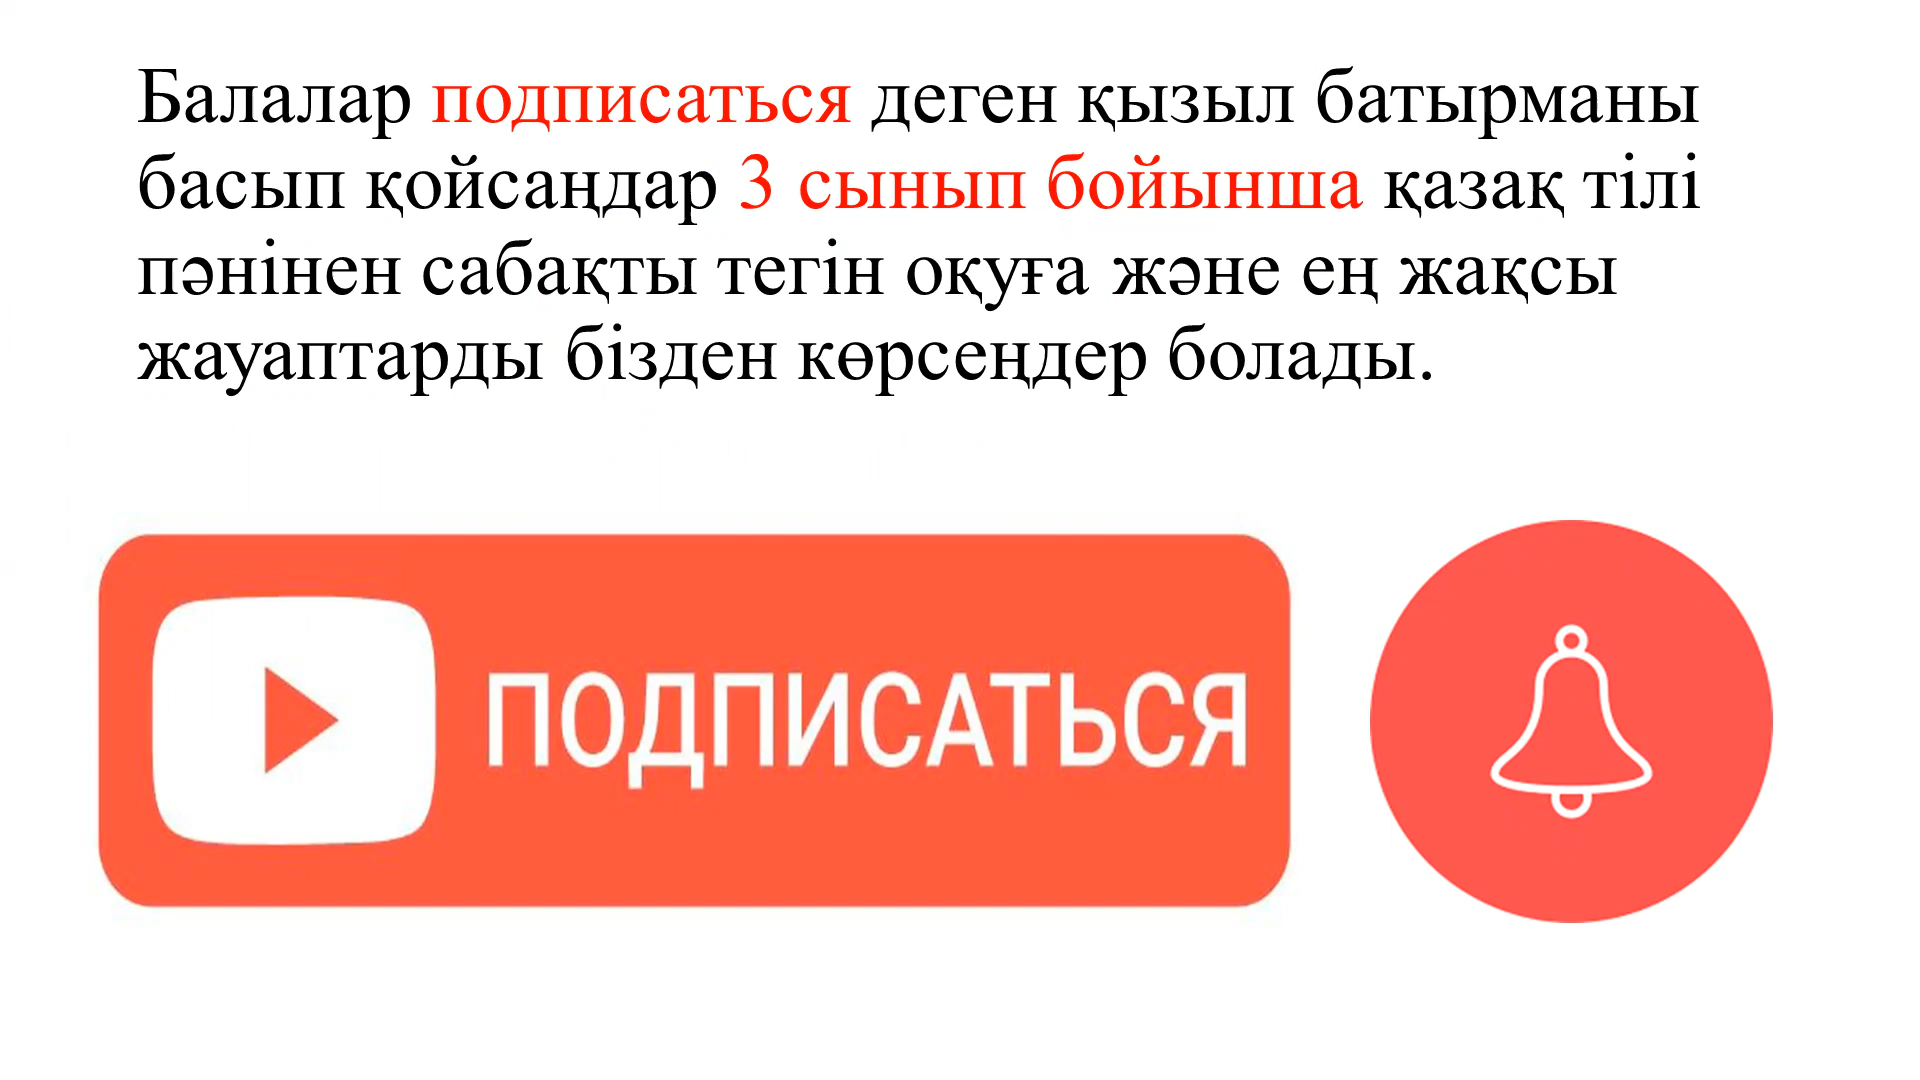 Балалар подписаться деген қызыл батырманы
басып қойсаңдар 3 сынып бойынша қазақ тілі
пәнінен сабақты тегін оқуға және ең жақсы
жауаптарды бізден көрсеңдер болады.
ПОДПИСАТЬСЯ